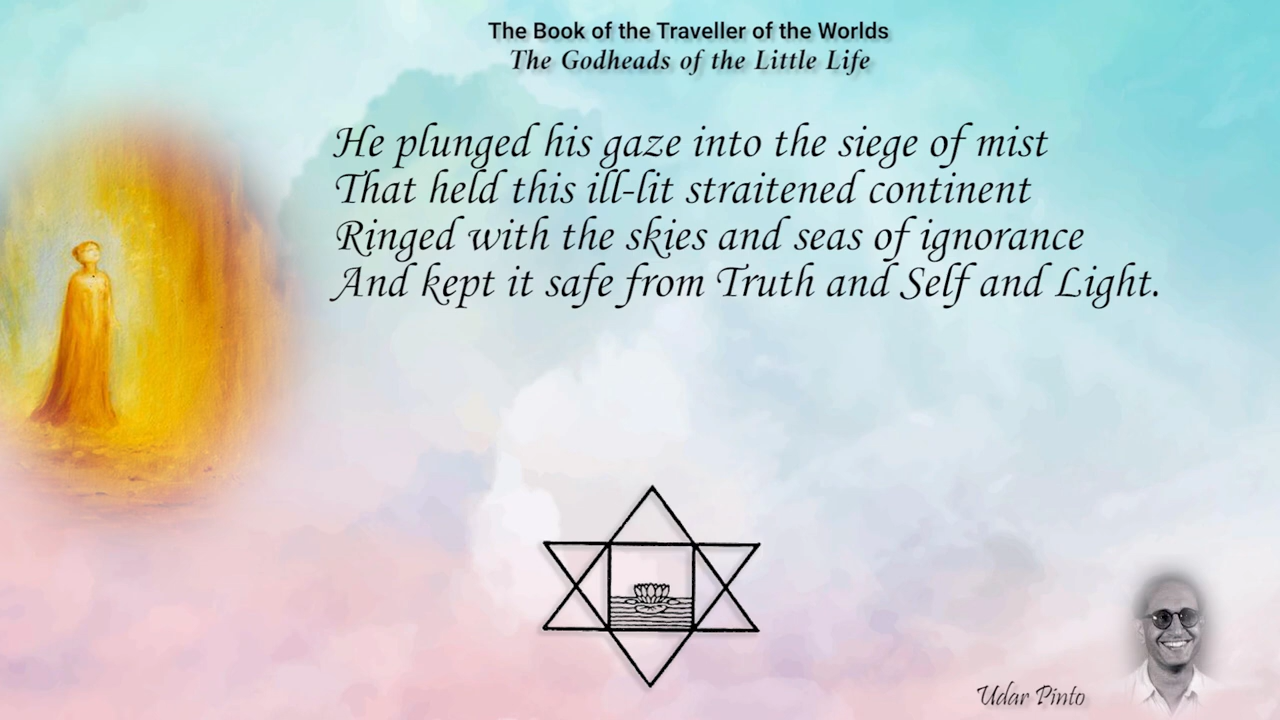 The Book of the Traveller of the Worlds
The Godheads of the Little Life
He plunged his gaze into the siege of mist
That held this ill-lit straitened continent
Ringed with the skies and seas of ignorance
And kept it safe from Truth and Self and Light.
Udar Pinto